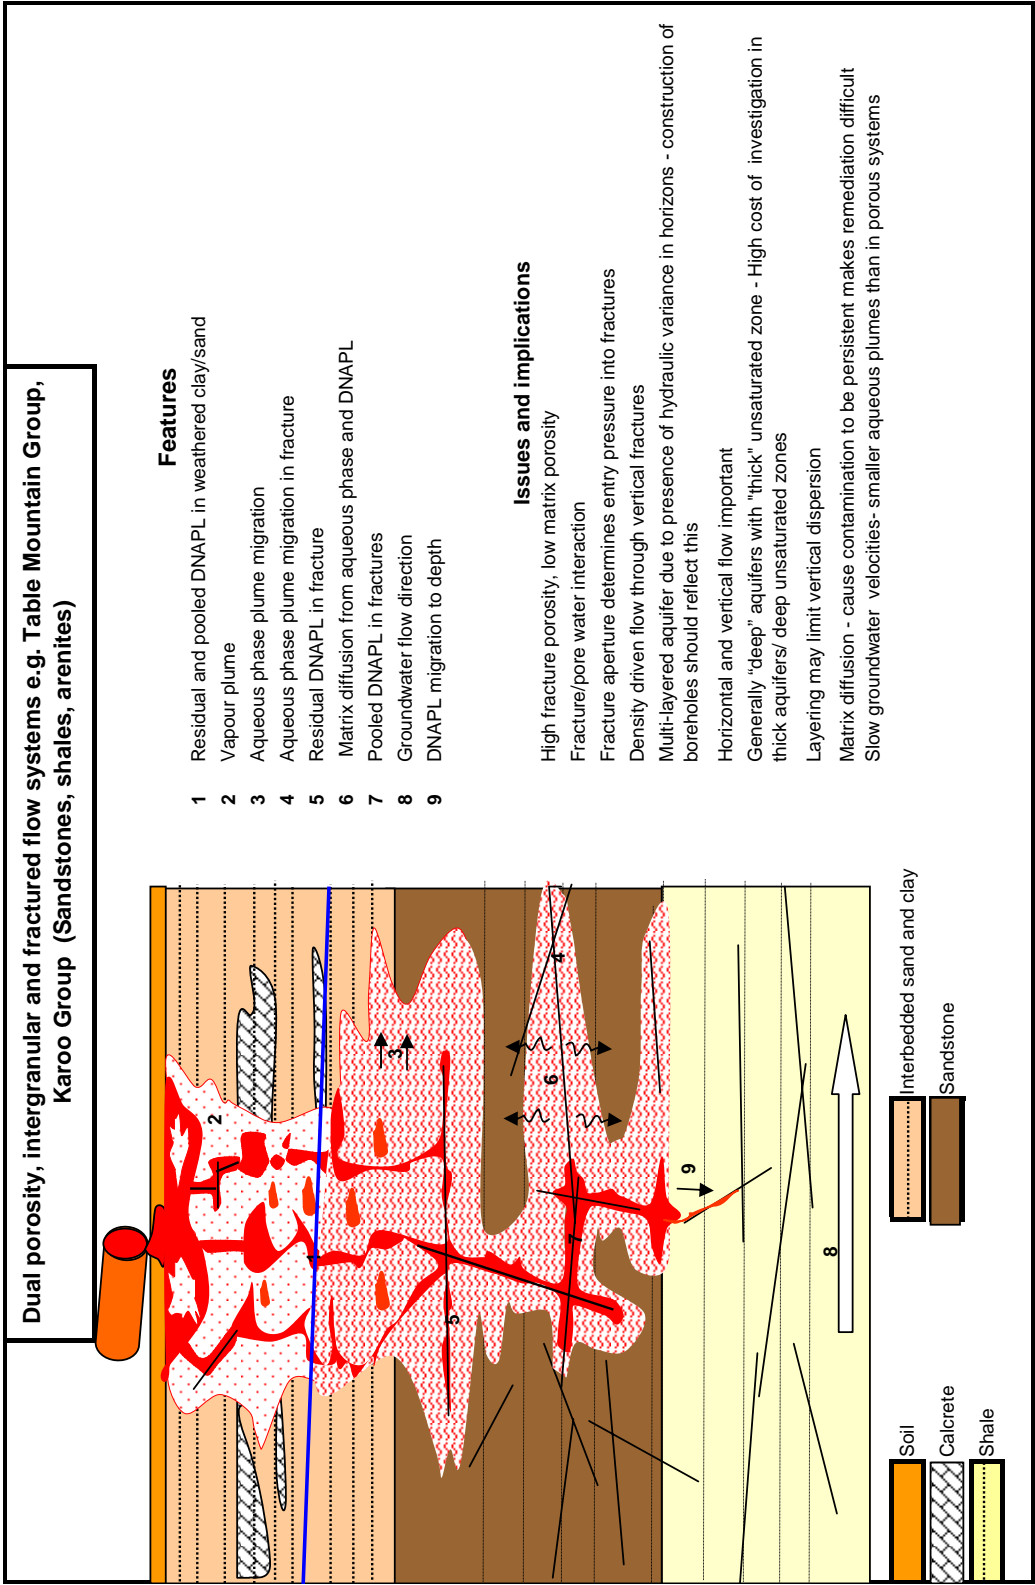 Dual porosity, intergranular and fractured flow systems e.g. Table Mountain Group,
Karoo Group (Sandstones, shales, arenites)
Features
1 Residual and pooled DNAPL in weathered clay/sand
2 Vapour plume
3 Aqueous phase plume migration
4 Aqueous phase plume migration in fracture
5 Residual DNAPL in fracture
6 Matrix diffusion from aqueous phase and DNAPL
7 Pooled DNAPL in fractures
8 Groundwater flow direction
9 DNAPL migration to depth
Issues and implications
High fracture porosity, low matrix porosity
Fracture/pore water interaction
Fracture aperture determines entry pressure into fractures
Density driven flow through vertical fractures
Multi-layered aquifer due to presence of hydraulic variance in horizons - construction of
boreholes should reflect this
Horizontal and vertical flow important
Generally “deep” aquifers with "thick" unsaturated zone - High cost of investigation in
thick aquifers/ deep unsaturated zones
Layering may limit vertical dispersion
Matrix diffusion - cause contamination to be persistent makes remediation difficult
Slow groundwater velocities- smaller aqueous plumes than in porous systems
2
1
3
5
4
6
7
9
8
Soil
Calcrete
Shale
Interbedded sand and clay
Sandstone